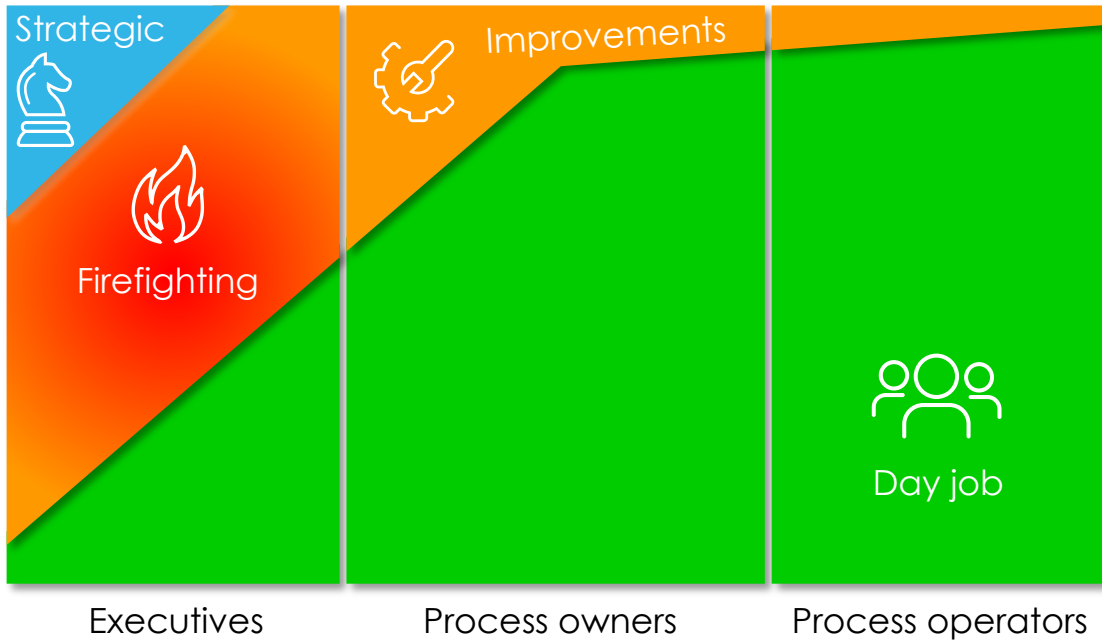 Strategic
Improvements
Firefighting
Day job
Executives
Process owners
Process operators